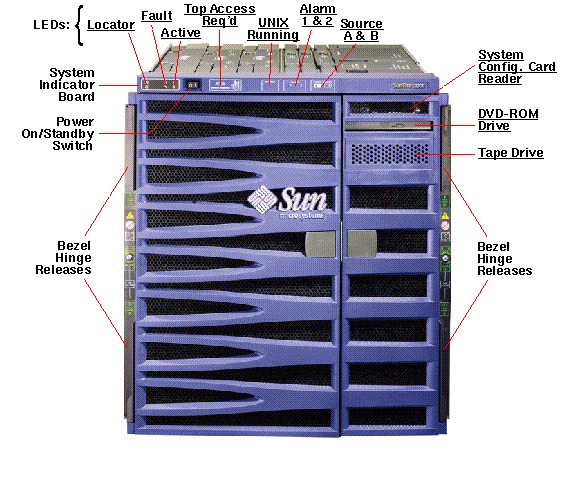 LEDs:
Locator
Fault
Active
Top Access
Req'd
UNIX
Running
Alarm
1 & 2
Source
A & B
System
Indicator
Board
System
Config. Card
Reader
Power
On/Standby
Switch
DVD-ROM
Drive
Tape Drive
Sun
microsystems
Bezel
Hinge
Releases
Bezel
Hinge
Releases